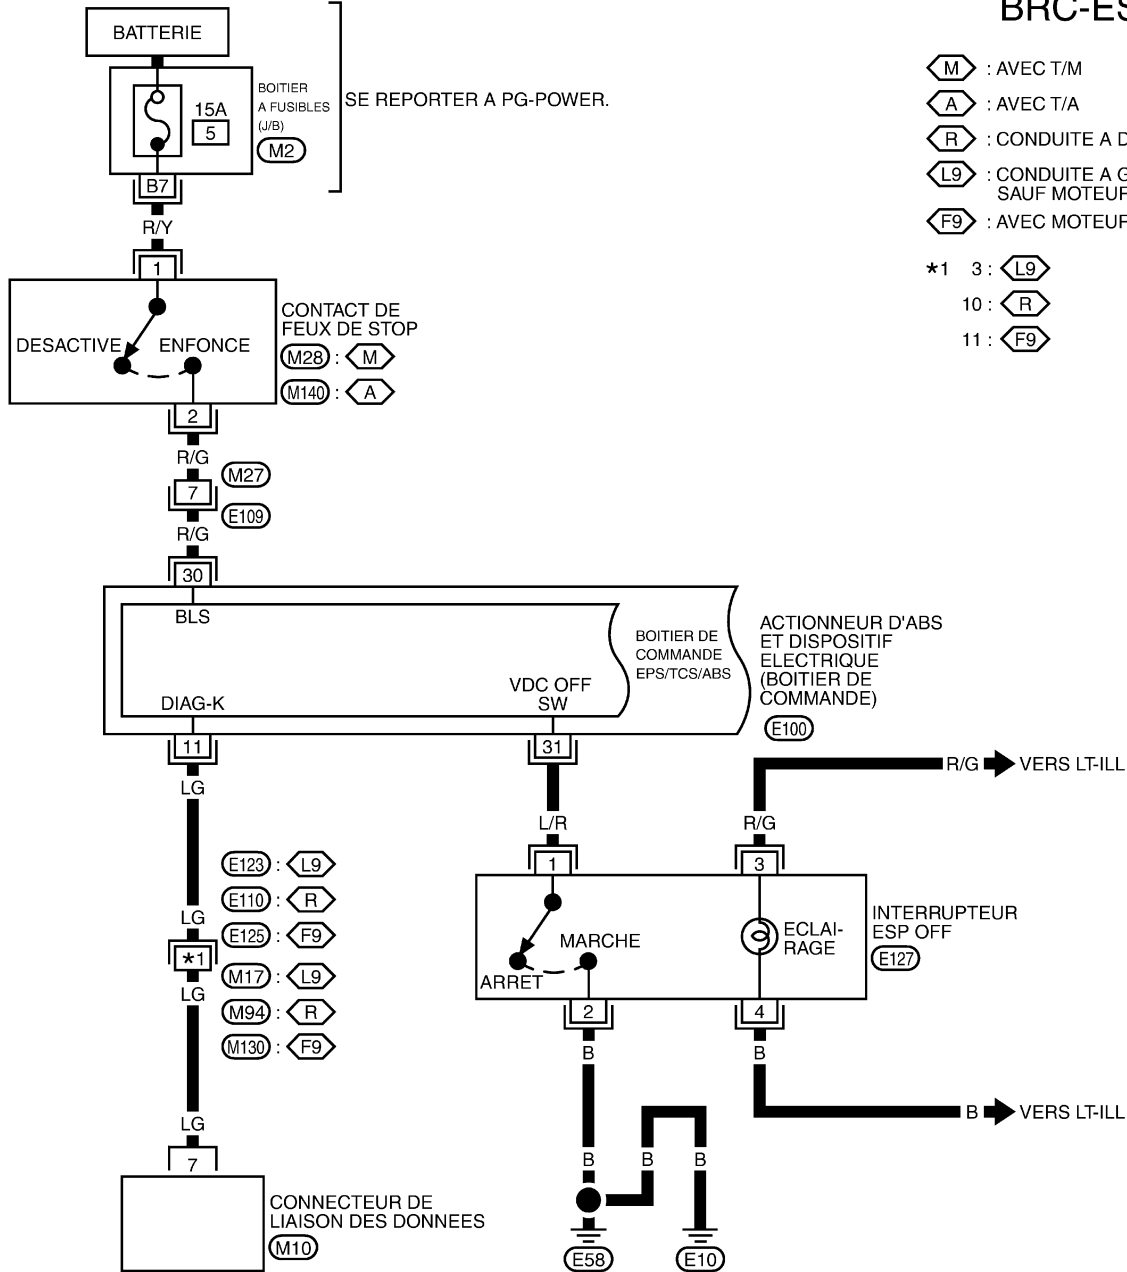 BRC-ES
BATTERIE
15A
5
BOITIER
A FUSIBLES
(J/B)
M2
SE REPORTER A PG-POWER.
B7
R/Y
1
M : AVEC T/M
A : AVEC T/A
R : CONDUITE A D
L9 : CONDUITE A G
SAUF MOTEUR
F9 : AVEC MOTEUR
*1 3 : L9
10 : R
11 : F9
DESACTIVE ENFONCE
CONTACT DE
FEUX DE STOP
M28 : M
M140 : A
2
R/G
M27
7
E109
R/G
30
BLS
BOITIER DE
COMMANDE
EPS/TCS/ABS
DIAG-K
VDC OFF
SW
ACTIONNEUR D'ABS
ET DISPOSITIF
ELECTRIQUE
(BOITIER DE
COMMANDE)
E100
11
31
LG
L/R
R/G
R/G VERS LT-ILL
E123 : L9
E110 : R
E125 : F9
LG
*1
LG
M17 : L9
M94 : R
M130 : F9
LG
7
CONNECTEUR DE
LIAISON DES DONNEES
M10
1
3
MARCHE
ARRET
ECLAI-
RAGE
INTERRUPTEUR
ESP OFF
E127
2
4
B
B
B VERS LT-ILL
B B B
E58
E10